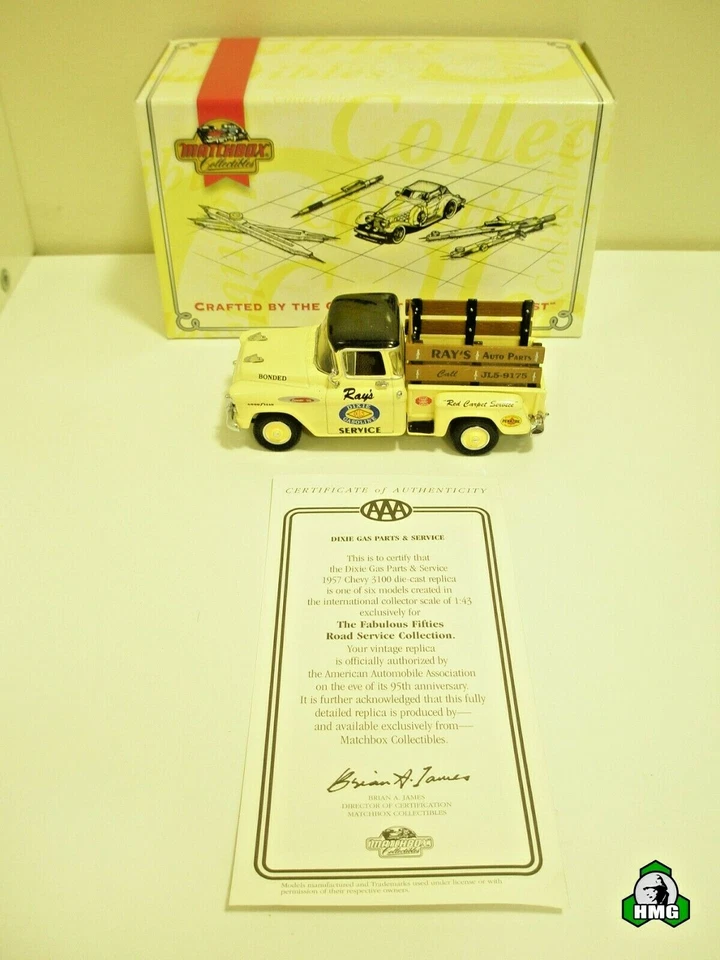 Collec
MATCHBOX
Collectibles
CRAFTED BY THE
RAY'S AUTO PARTS
Call JL5-9175
BONDED
GOODYEAR
Ray's
DIXIE
GASOLINE
SERVICE
"Red Carpet Service"
PENNZOIL
CERTIFICATE of AUTHENTICITY
AAA
DIXIE GAS PARTS & SERVICE
This is to certify that
the Dixie Gas Parts & Service
1957 Chevy 3100 die-cast replica
is one of six models created in
the international collector scale of 1:43
exclusively for
The Fabulous Fifties
Road Service Collection.
Your vintage replica
is officially authorized by
the American Automobile Association
on the eve of its 95th anniversary.
It is further acknowledged that this fully
detailed replica is produced by—
and available exclusively from—
Matchbox Collectibles.
Brian A. James
BRIAN A. JAMES
DIRECTOR OF CERTIFICATION
MATCHBOX COLLECTIBLES
MATCHBOX
Collectibles
Models manufactured and Trademarks used under license or with
permission of their respective owners.
HMG